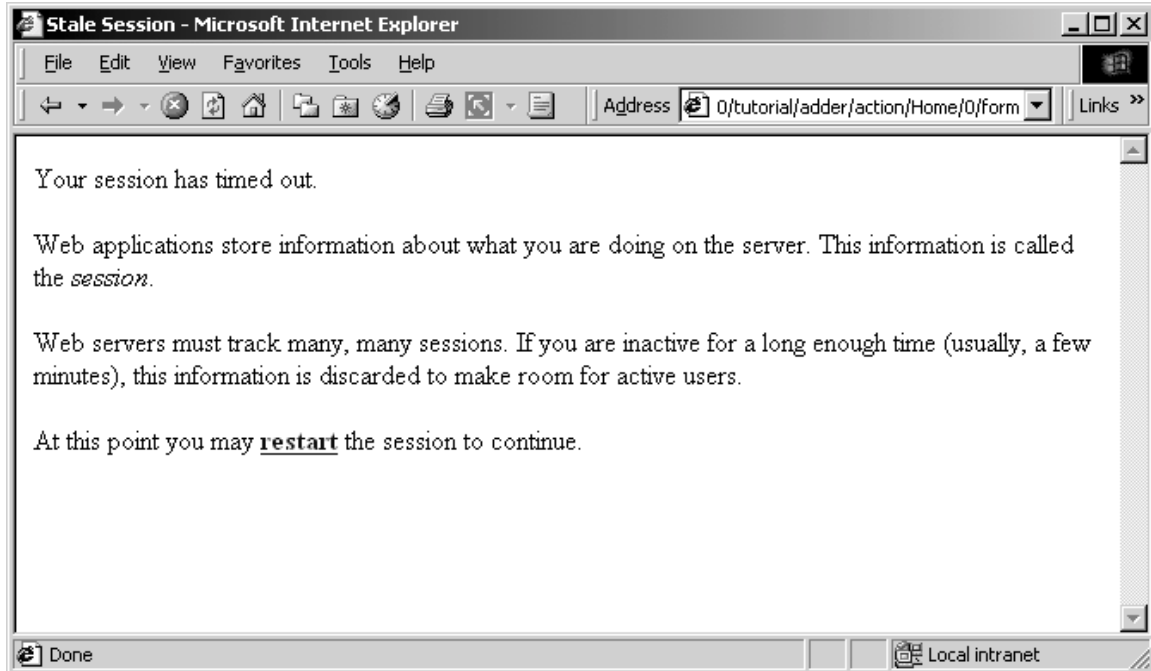 Stale Session - Microsoft Internet Explorer
File Edit View Favorites Tools Help
Address 0/tutorial/adder/action/Home/0/form Links »
Your session has timed out.
Web applications store information about what you are doing on the server. This information is called
the session.
Web servers must track many, many sessions. If you are inactive for a long enough time (usually, a few
minutes), this information is discarded to make room for active users.
At this point you may restart the session to continue.
Done Local intranet